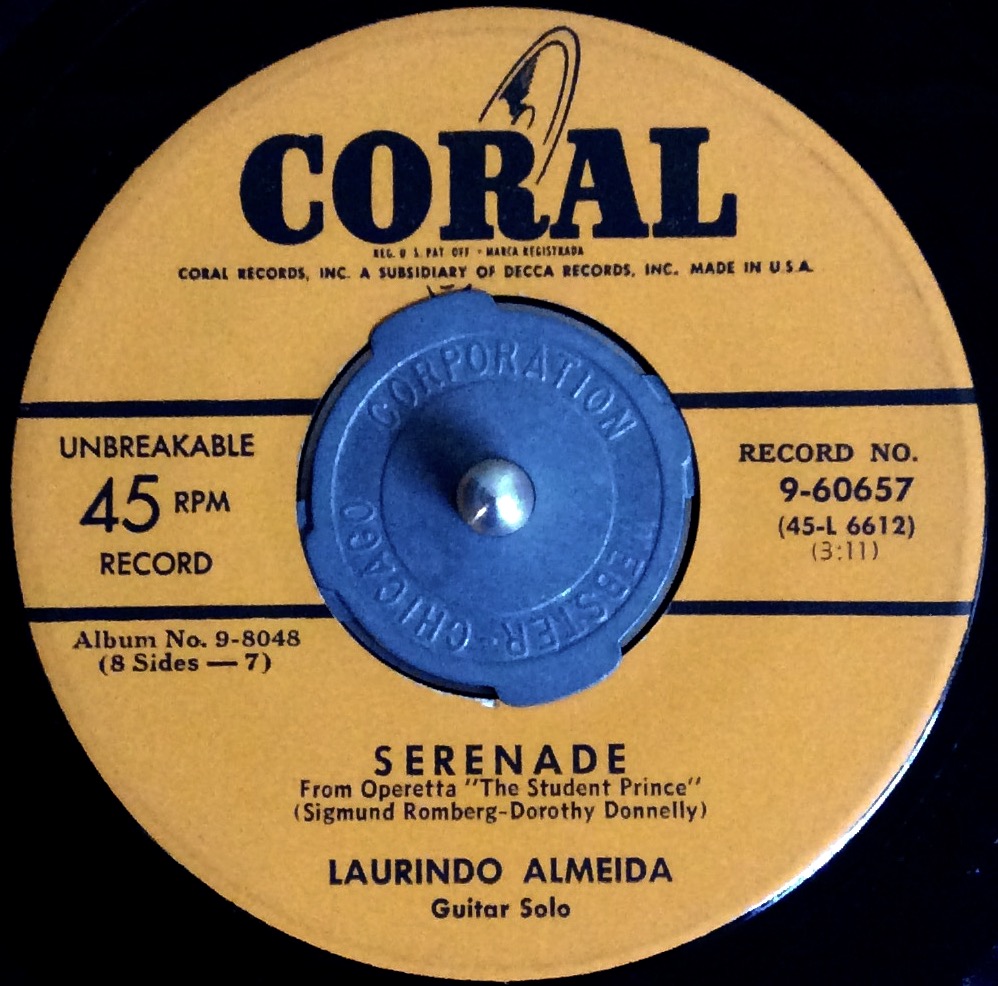 CORAL
REG. U.S. PAT. OFF. - MARCA REGISTRADA
CORAL RECORDS, INC. A SUBSIDIARY OF DECCA RECORDS, INC. MADE IN U.S.A.
CORPORATION
WEBSTER-CHICAGO
UNBREAKABLE
45 RPM
RECORD
RECORD NO.
9-60657
(45-L 6612)
(3:11)
Album No. 9-8048
(8 Sides — 7)
SERENADE
From Operetta "The Student Prince"
(Sigmund Romberg-Dorothy Donnelly)
LAURINDO ALMEIDA
Guitar Solo